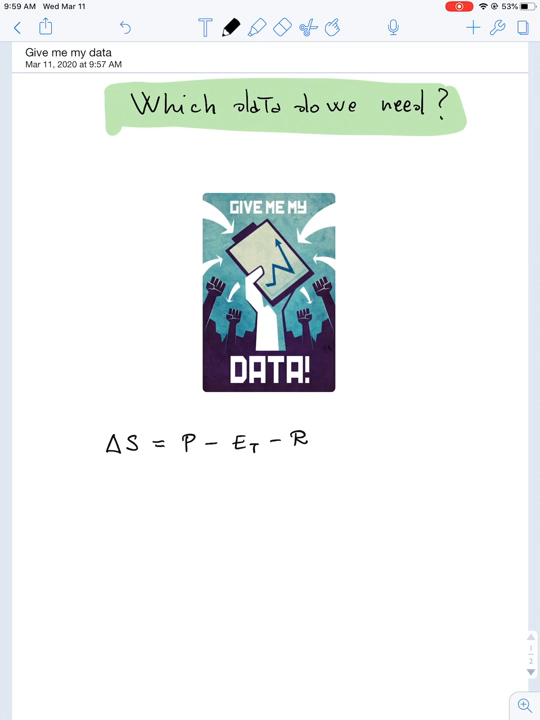 9:59 AM Wed Mar 11
53%
Give me my data
Mar 11, 2020 at 9:57 AM
Which data do we need?
GIVE ME MY
DATA!
ΔS = P - E_T - R
1
2